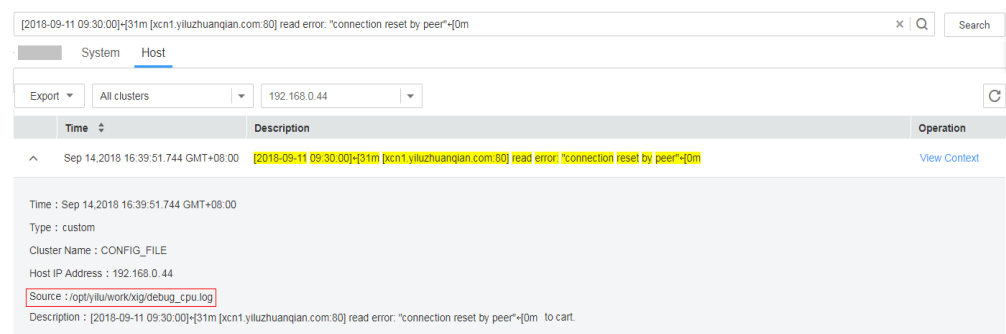 [2018-09-11 09:30:00]←[31m [xcn1.yiluzhuanqian.com:80] read error: "connection reset by peer"←[0m Search
System Host
Export All clusters 192.168.0.44
Time Description Operation
Sep 14,2018 16:39:51.744 GMT+08:00 [2018-09-11 09:30:00]←[31m [xcn1.yiluzhuanqian.com:80] read error: "connection reset by peer"←[0m View Context
Time : Sep 14,2018 16:39:51.744 GMT+08:00
Type : custom
Cluster Name : CONFIG_FILE
Host IP Address : 192.168.0.44
Source : /opt/yilu/work/xig/debug_cpu.log
Description : [2018-09-11 09:30:00]←[31m [xcn1.yiluzhuanqian.com:80] read error: "connection reset by peer"←[0m to cart.